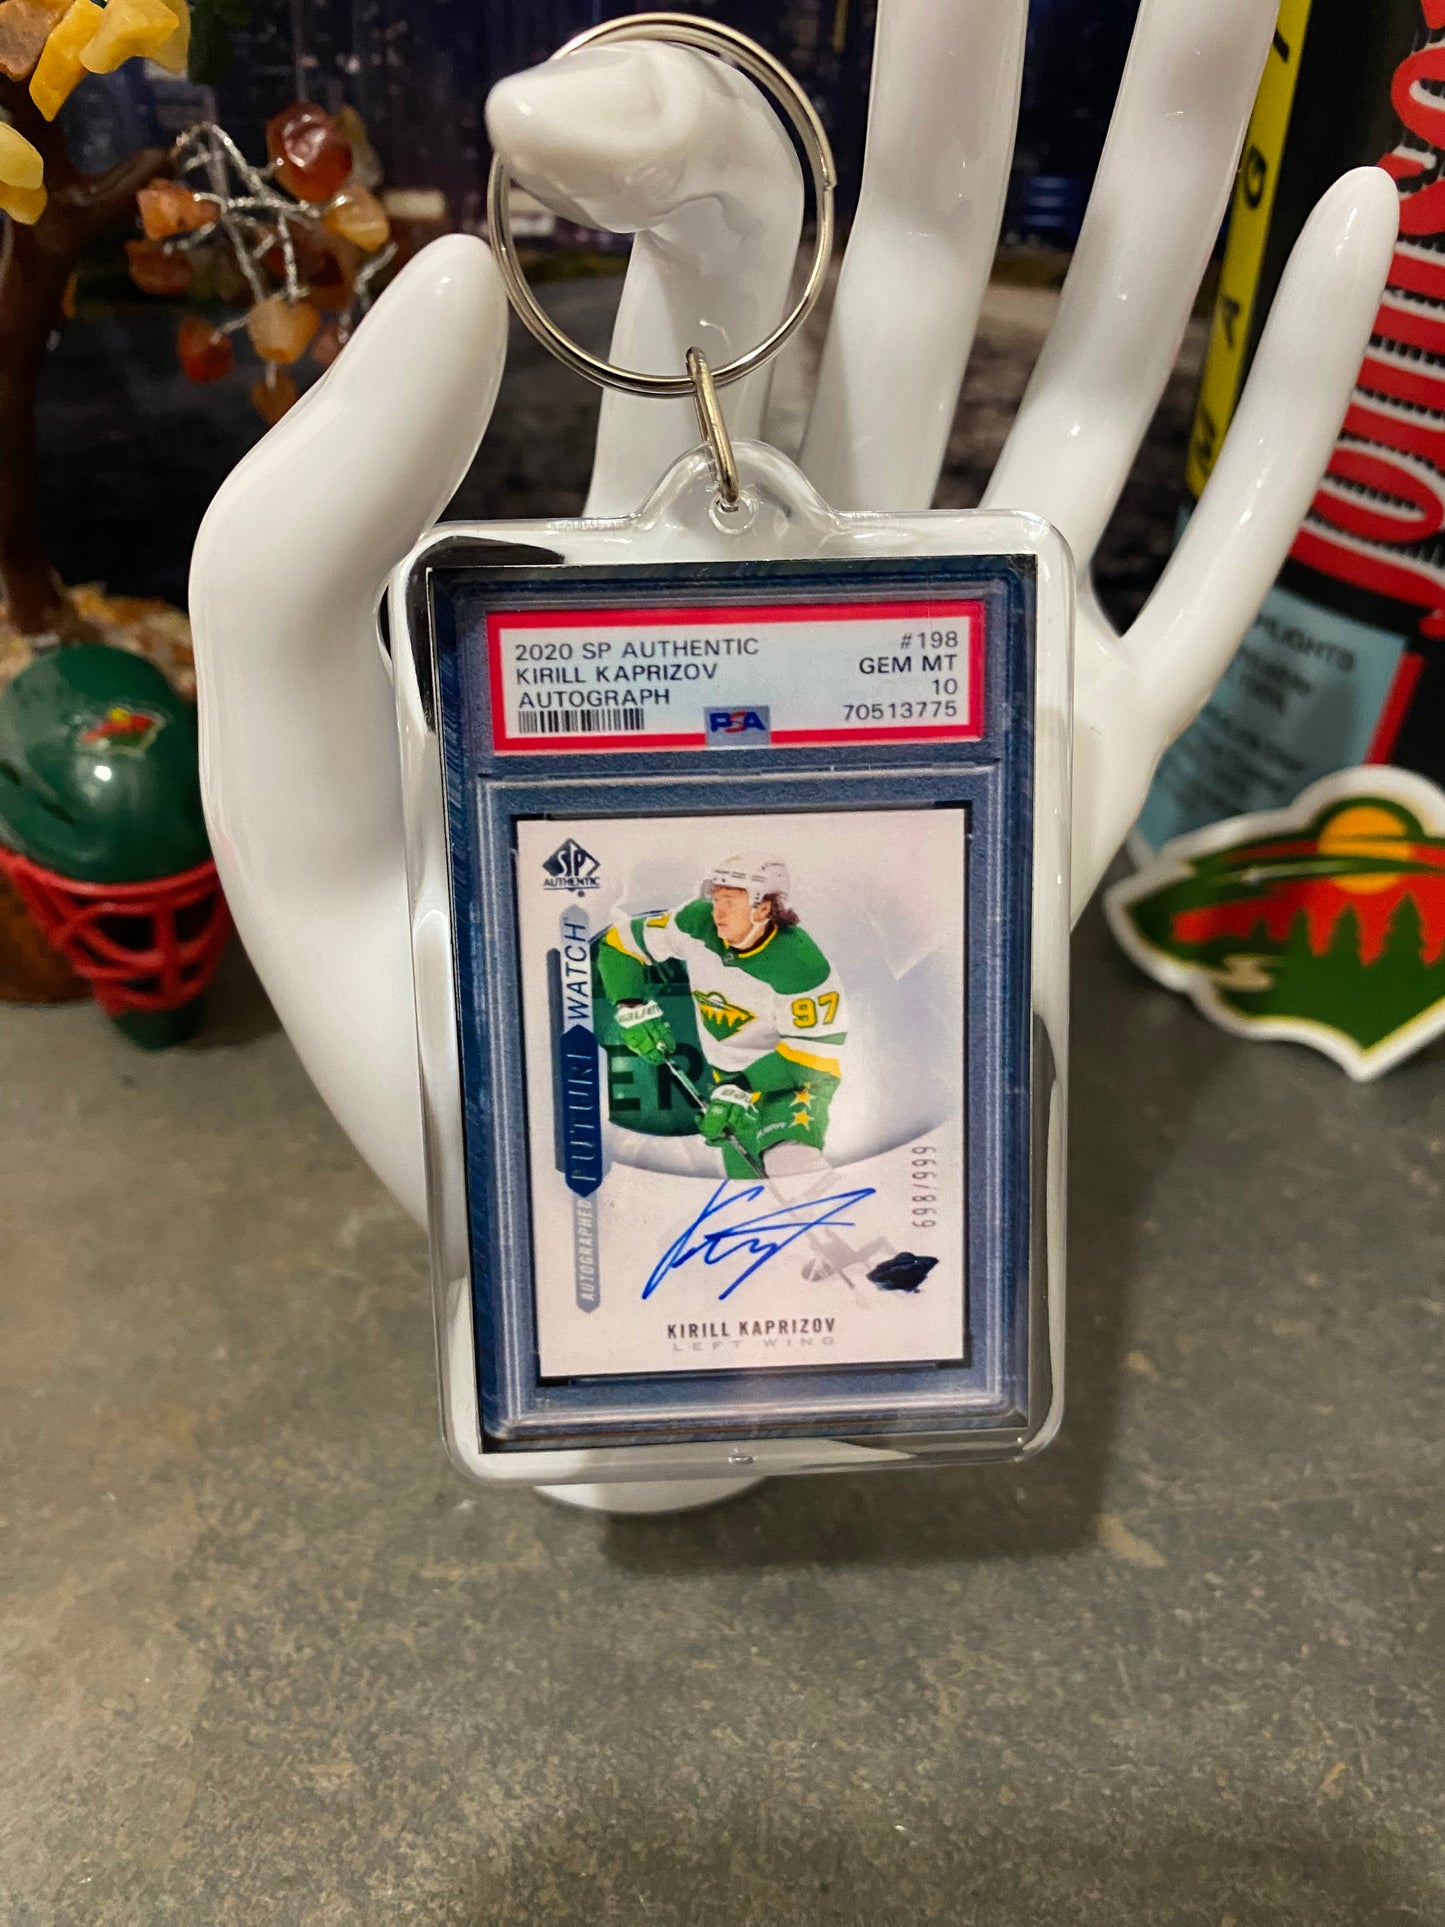 2020 SP AUTHENTIC #198
KIRILL KAPRIZOV GEM MT
AUTOGRAPH 10
PSA 70513775
SP
AUTHENTIC
AUTOGRAPHED FUTURE WATCH
97
698/999
KIRILL KAPRIZOV
LEFT WING